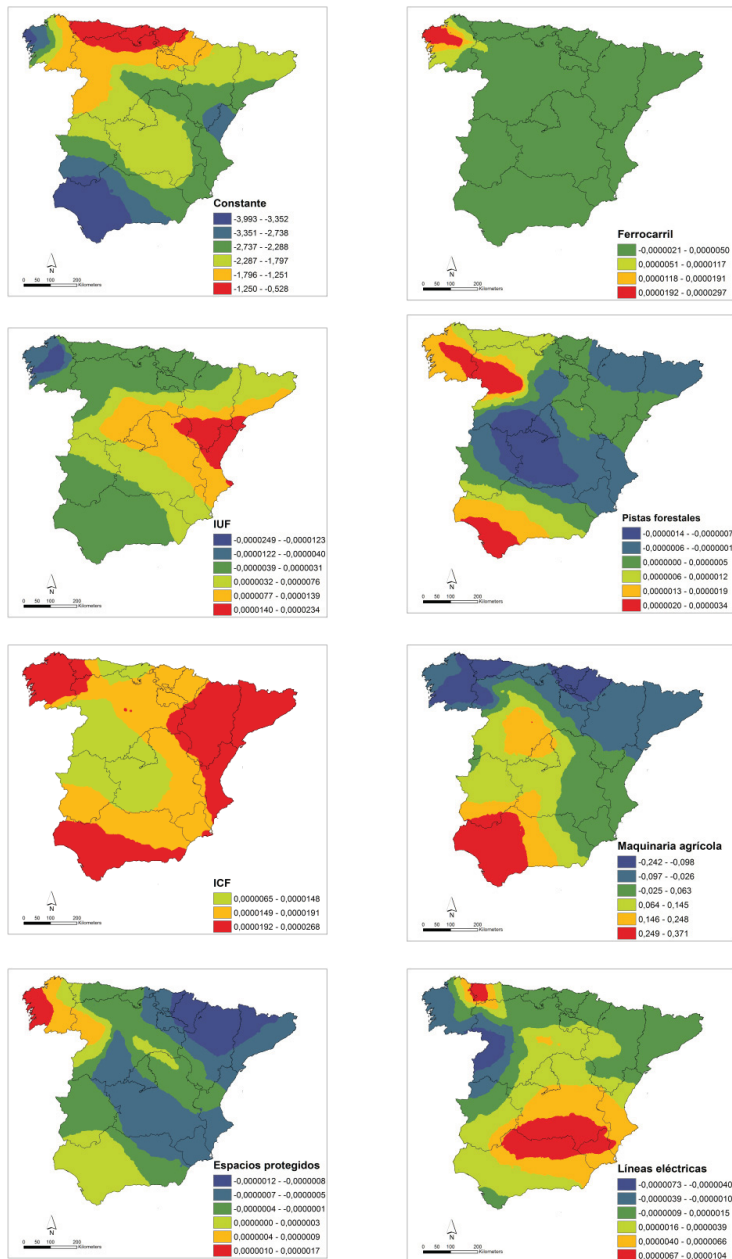 Constante
-3,993 - -3,352
-3,351 - -2,738
-2,737 - -2,288
-2,287 - -1,797
-1,796 - -1,251
-1,250 - -0,528
N
0 50 100 200
Kilometers
Ferrocarril
-0,0000021 - 0,0000050
0,0000051 - 0,0000117
0,0000118 - 0,0000191
0,0000192 - 0,0000297
N
0 50 100 200
Kilometers
IUF
-0,0000249 - -0,0000123
-0,0000122 - -0,0000040
-0,0000039 - 0,0000031
0,0000032 - 0,0000076
0,0000077 - 0,0000139
0,0000140 - 0,0000234
N
0 50 100 200
Kilometers
Pistas forestales
-0,0000014 - -0,0000007
-0,0000006 - -0,0000001
0,0000000 - 0,0000005
0,0000006 - 0,0000012
0,0000013 - 0,0000019
0,0000020 - 0,0000034
N
0 50 100 200
Kilometers
ICF
0,0000065 - 0,0000148
0,0000149 - 0,0000191
0,0000192 - 0,0000268
N
0 50 100 200
Kilometers
Maquinaria agrícola
-0,242 - -0,098
-0,097 - -0,026
-0,025 - 0,063
0,064 - 0,145
0,146 - 0,248
0,249 - 0,371
N
0 50 100 200
Kilometers
Espacios protegidos
-0,0000012 - -0,0000008
-0,0000007 - -0,0000005
-0,0000004 - -0,0000001
0,0000000 - 0,0000003
0,0000004 - 0,0000009
0,0000010 - 0,0000017
N
0 50 100 200
Kilometers
Líneas eléctricas
-0,0000073 - -0,0000040
-0,0000039 - -0,0000010
-0,0000009 - 0,0000015
0,0000016 - 0,0000039
0,0000040 - 0,0000066
0,0000067 - 0,0000104
N
0 50 100 200
Kilometers